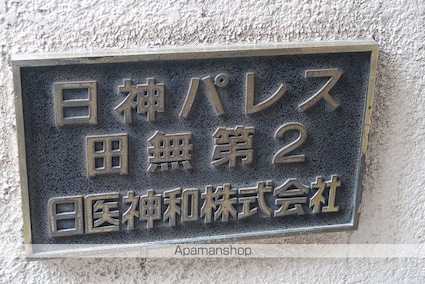 日神パレス
田無第2
日医神和株式会社
Apamanshop